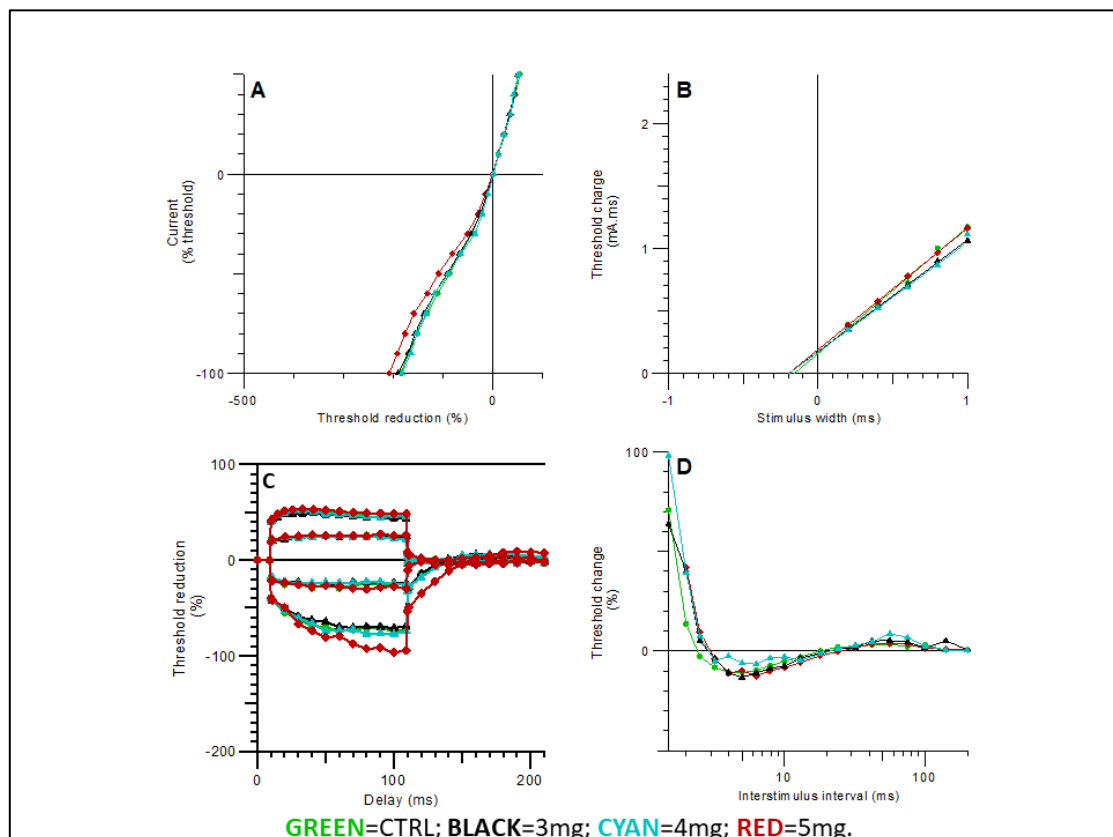 A
0
-100
-500
0
Current
(% threshold)
Threshold reduction (%)
B
2
1
0
-1
0
1
Threshold charge
(mA.ms)
Stimulus width (ms)
C
100
0
-100
-200
0
100
200
Threshold reduction
(%)
Delay (ms)
D
100
0
10
100
Threshold change
(%)
Interstimulus interval (ms)
GREEN=CTRL; BLACK=3mg; CYAN=4mg; RED=5mg.